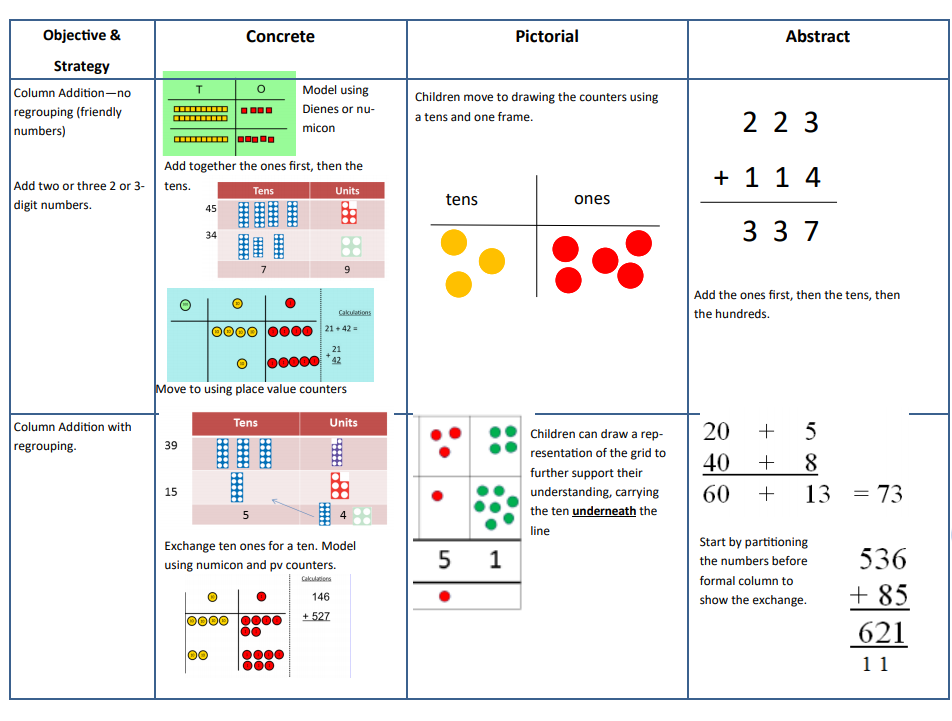 Objective &
Strategy
Concrete
Pictorial
Abstract
Column Addition—no
regrouping (friendly
numbers)
Add two or three 2 or 3-
digit numbers.
T O
Model using
Dienes or nu-
micon
Add together the ones first, then the
tens.
Tens Units
45
34
7 9
Calculations
21 + 42 =
21
+
42
Move to using place value counters
Children move to drawing the counters using
a tens and one frame.
tens ones
2 2 3
+ 1 1 4
3 3 7
Add the ones first, then the tens, then
the hundreds.
Column Addition with
regrouping.
Tens Units
39
15
5 4
Exchange ten ones for a ten. Model
using numicon and pv counters.
Calculations
146
+ 527
5 1
Children can draw a rep-
resentation of the grid to
further support their
understanding, carrying
the ten underneath the
line
20 + 5
40 + 8
60 + 13 = 73
Start by partitioning
the numbers before
formal column to
show the exchange.
536
+ 85
621
1 1